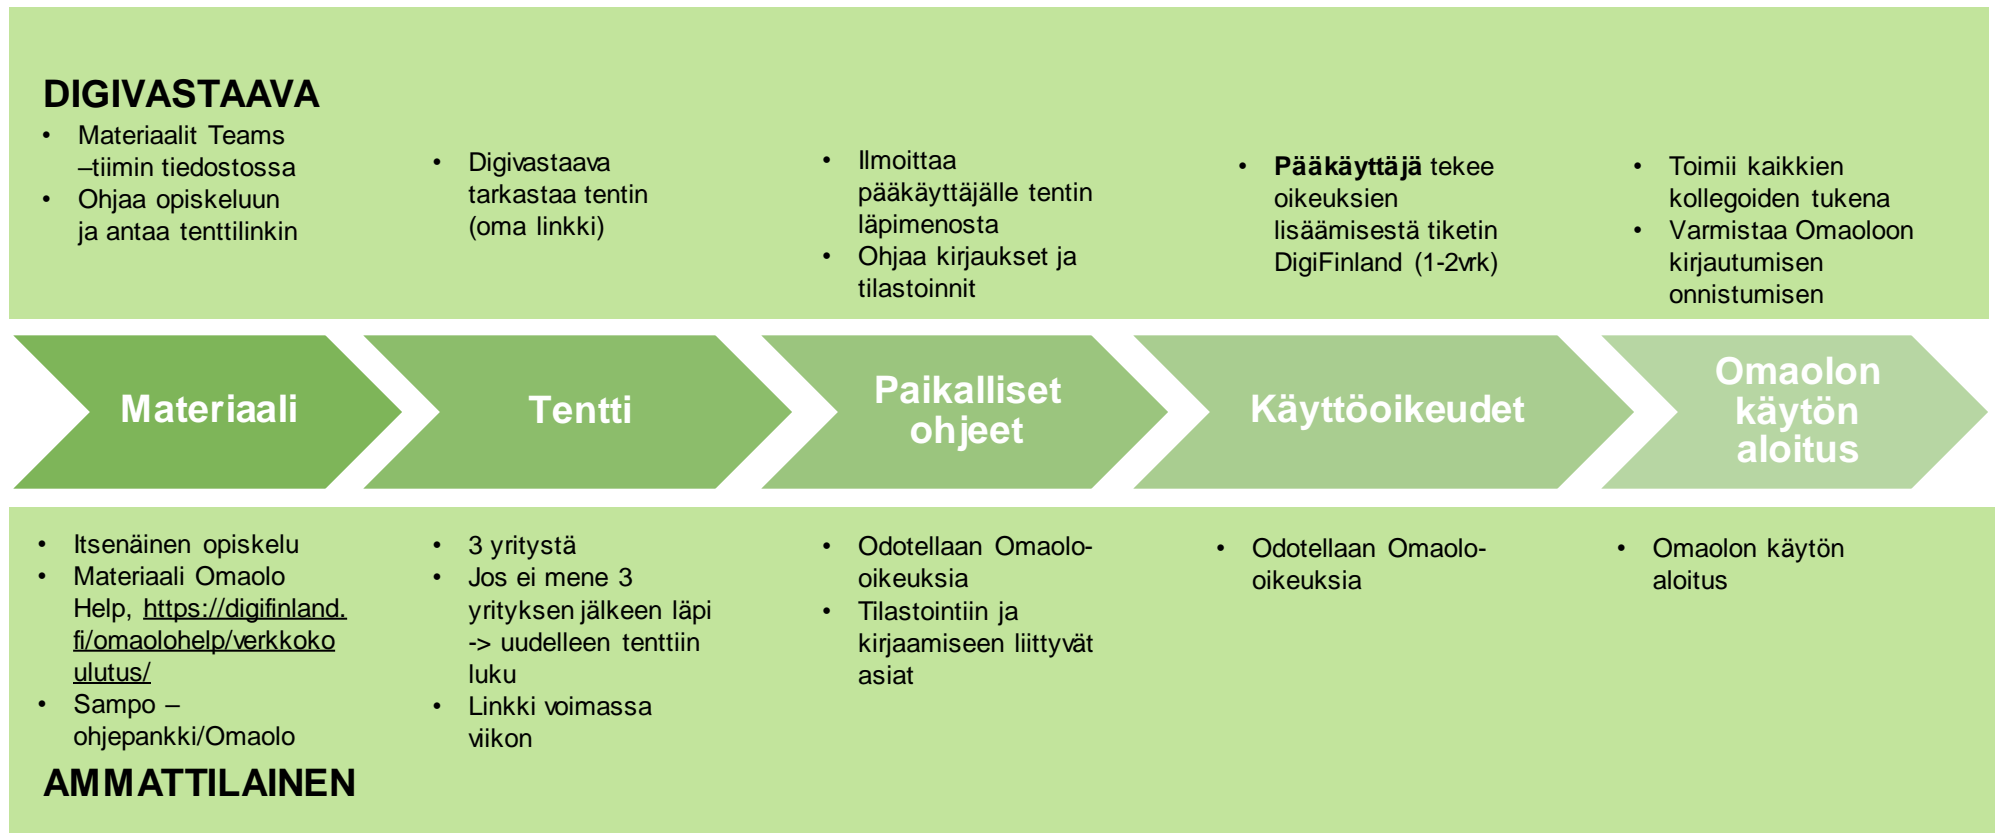 DIGIVASTAAVA
• Materiaalit Teams
–tiimin tiedostossa
• Ohjaa opiskeluun
ja antaa tenttilinkin
• Digivastaava
tarkastaa tentin
(oma linkki)
• Ilmoittaa
pääkäyttäjälle tentin
läpimenosta
• Ohjaa kirjaukset ja
tilastoinnit
• Pääkäyttäjä tekee
oikeuksien
lisäämisestä tiketin
DigiFinland (1-2vrk)
• Toimii kaikkien
kollegoiden tukena
• Varmistaa Omaoloon
kirjautumisen
onnistumisen
Materiaali
Tentti
Paikalliset
ohjeet
Käyttöoikeudet
Omaolon
käytön
aloitus
• Itsenäinen opiskelu
• Materiaali Omaolo
Help, https://digifinland.
fi/omaolohelp/verkkoko
ulutus/
• Sampo –
ohjepankki/Omaolo
• 3 yritystä
• Jos ei mene 3
yrityksen jälkeen läpi
-> uudelleen tenttiin
luku
• Linkki voimassa
viikon
• Odotellaan Omaolo-
oikeuksia
• Tilastointiin ja
kirjaamiseen liittyvät
asiat
• Odotellaan Omaolo-
oikeuksia
• Omaolon käytön
aloitus
AMMATTILAINEN